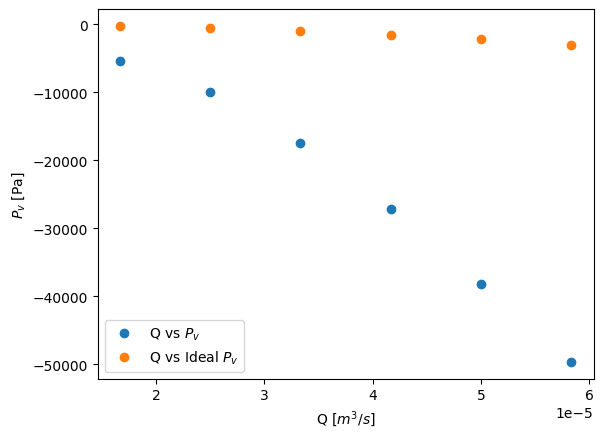 0
−10000
−20000
−30000
−40000
−50000
P_v [Pa]
Q vs P_v
Q vs Ideal P_v
2
3
4
5
6
1e−5
Q [m^3/s]